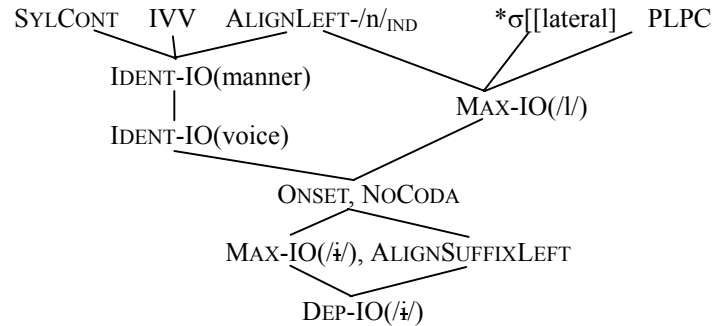 SYLCONT IVV ALIGNLEFT-/n/IND *σ[[lateral] PLPC
IDENT-IO(manner)
MAX-IO(/l/)
IDENT-IO(voice)
ONSET, NOCODA
MAX-IO(/ɨ/), ALIGNSUFFIXLEFT
DEP-IO(/ɨ/)